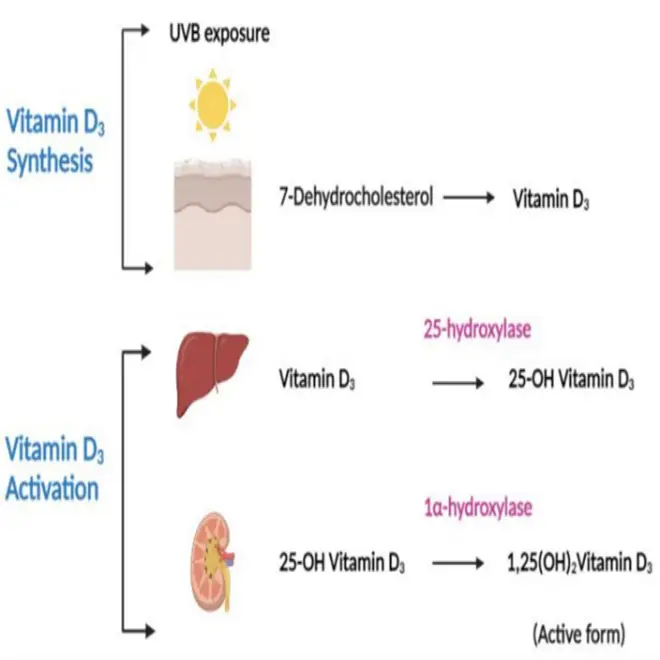 UVB exposure
Vitamin D₃
Synthesis
7-Dehydrocholesterol
Vitamin D₃
25-hydroxylase
Vitamin D₃
25-OH Vitamin D₃
Vitamin D₃
Activation
1α-hydroxylase
25-OH Vitamin D₃
1,25(OH)₂Vitamin D₃
(Active form)